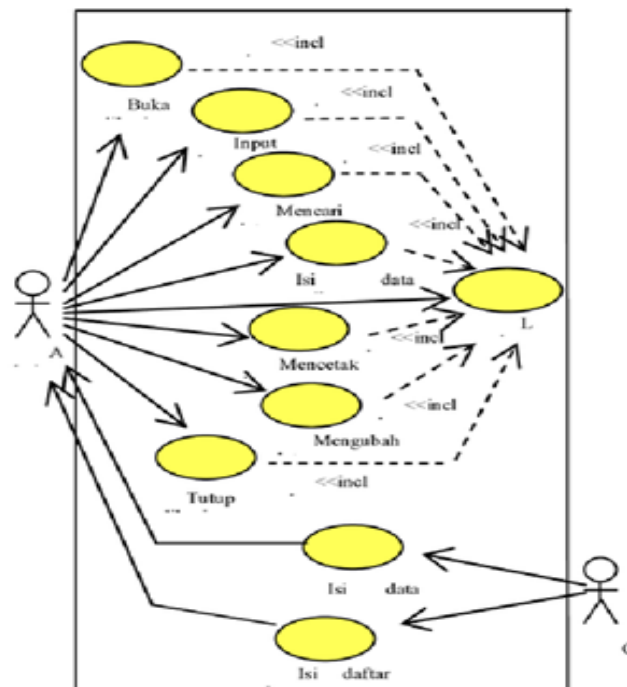 <<incl
Buka
<<incl
Input
<<incl
Mencari
<<incl
Isi data
L
A
<<incl
Mencetak
<<incl
Mengubah
<<incl
Tutup
Isi data
Isi daftar